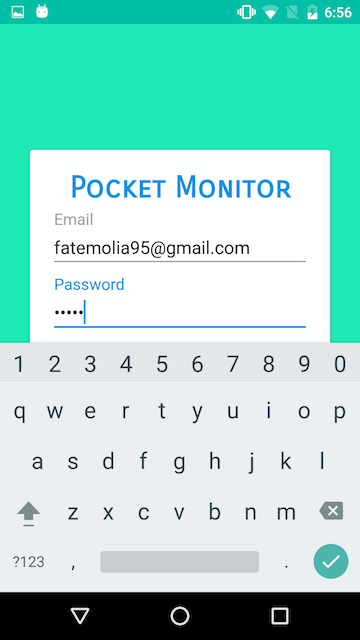 6:56
Pocket Monitor
Email
fatemolia95@gmail.com
Password
•••••
1 2 3 4 5 6 7 8 9 0
q w e r t y u i o p
a s d f g h j k l
z x c v b n m
?123 , .